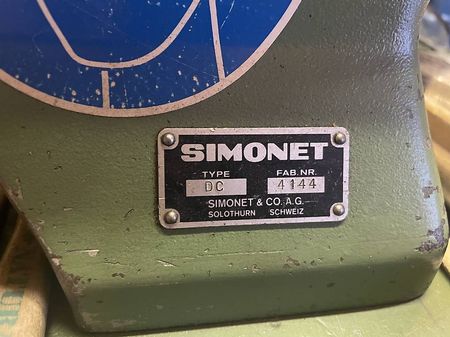 SIMONET
TYPE FAB. NR.
DC 4144
SIMONET & CO. A.G.
SOLOTHURN SCHWEIZ